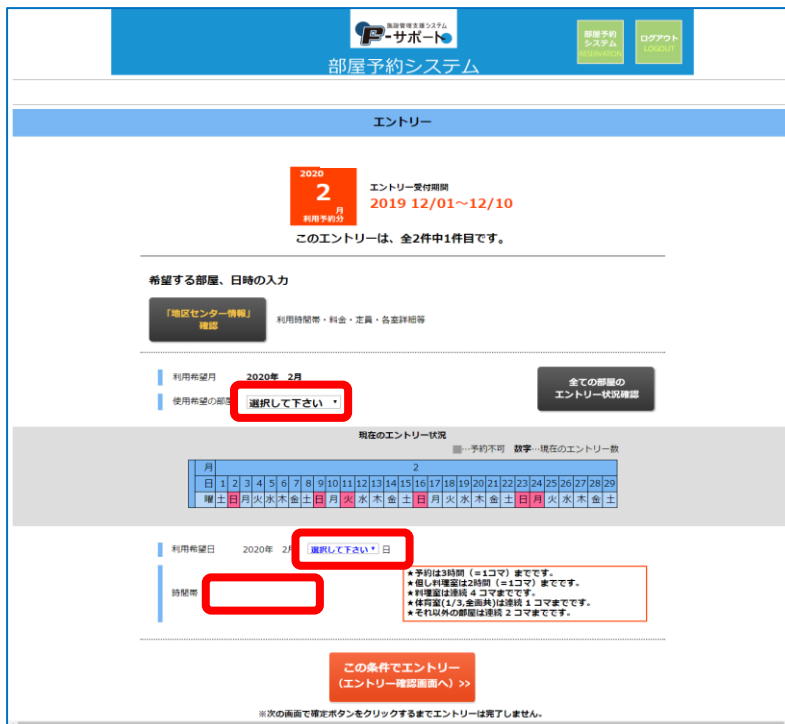 施設管理支援システム
P-サポート
部屋予約システム
部屋予約
システム
RESERVATION
ログアウト
LOGOUT
エントリー
2020
2
月
利用予約分
エントリー受付期間
2019 12/01～12/10
このエントリーは、全2件中1件目です。
希望する部屋、日時の入力
「地区センター情報」
確認
利用時間帯・料金・定員・各室詳細等
利用希望月 2020年 2月
全ての部屋の
エントリー状況確認
使用希望の部屋 選択して下さい
現在のエントリー状況
■…予約不可 数字…現在のエントリー数
月 2
日 1 2 3 4 5 6 7 8 9 10 11 12 13 14 15 16 17 18 19 20 21 22 23 24 25 26 27 28 29
曜 土 日 月 火 水 木 金 土 日 月 火 水 木 金 土 日 月 火 水 木 金 土 日 月 火 水 木 金 土
利用希望日 2020年 2月 選択して下さい 日
時間帯
★予約は3時間（=1コマ）までです。
★但し料理室は2時間（=1コマ）までです。
★料理室は連続 4 コマまでです。
★体育室(1/3,全面共)は連続 1 コマまでです。
★それ以外の部屋は連続 2 コマまでです。
この条件でエントリー
（エントリー確認画面へ）>>
※次の画面で確定ボタンをクリックするまでエントリーは完了しません。